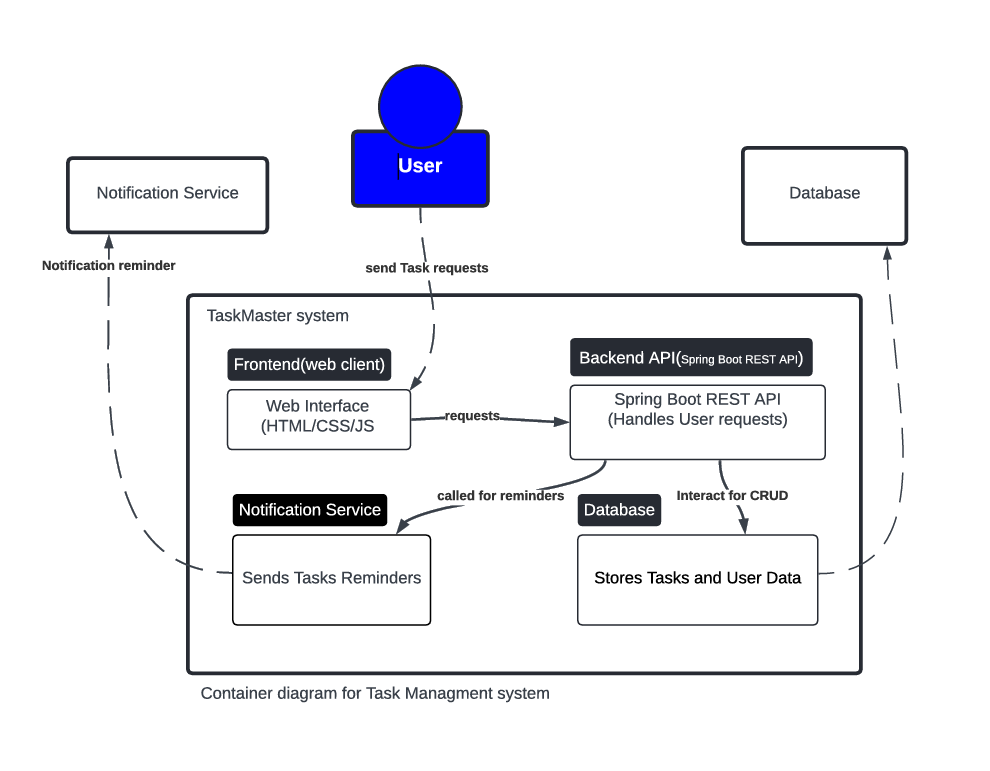 User
Notification Service
Database
Notification reminder
send Task requests
TaskMaster system
Frontend(web client)
Backend API(Spring Boot REST API)
Web Interface
(HTML/CSS/JS
requests
Spring Boot REST API
(Handles User requests)
called for reminders
Interact for CRUD
Notification Service
Database
Sends Tasks Reminders
Stores Tasks and User Data
Container diagram for Task Managment system